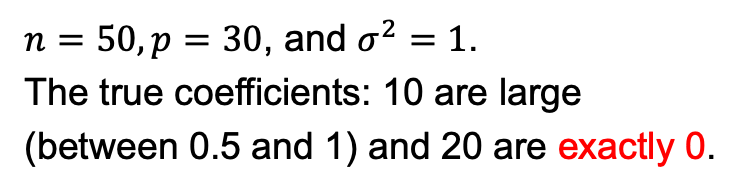 n = 50, p = 30, and σ² = 1.
The true coefficients: 10 are large
(between 0.5 and 1) and 20 are exactly 0.